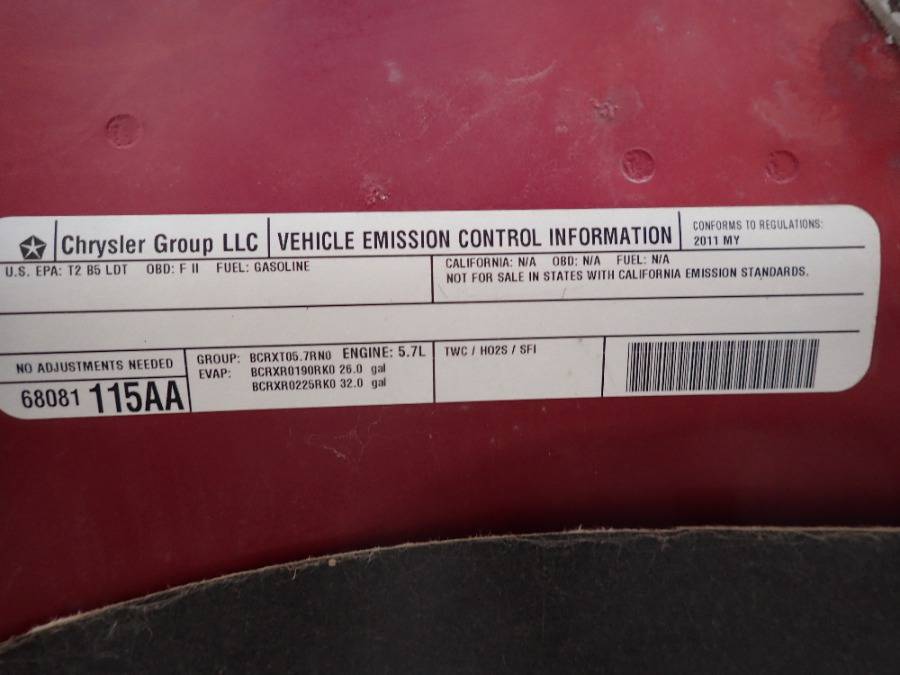 Chrysler Group LLC VEHICLE EMISSION CONTROL INFORMATION CONFORMS TO REGULATIONS:
2011 MY
U.S. EPA: T2 B5 LDT OBD: F II FUEL: GASOLINE
CALIFORNIA: N/A OBD: N/A FUEL: N/A
NOT FOR SALE IN STATES WITH CALIFORNIA EMISSION STANDARDS.
NO ADJUSTMENTS NEEDED
68081 115AA
GROUP: BCRXT05.7RN0 ENGINE: 5.7L
EVAP: BCRXR0190RK0 26.0 gal
BCRXR0225RK0 32.0 gal
TWC / HO2S / SFI